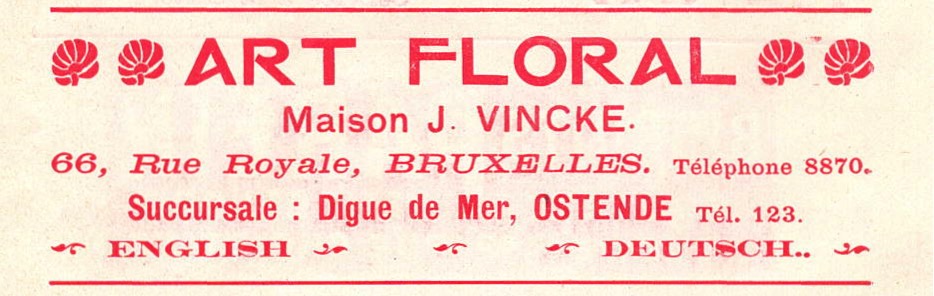 ART FLORAL
Maison J. VINCKE.
66, Rue Royale, BRUXELLES. Téléphone 8870.
Succursale : Digue de Mer, OSTENDE Tél. 123.
ENGLISH DEUTSCH..